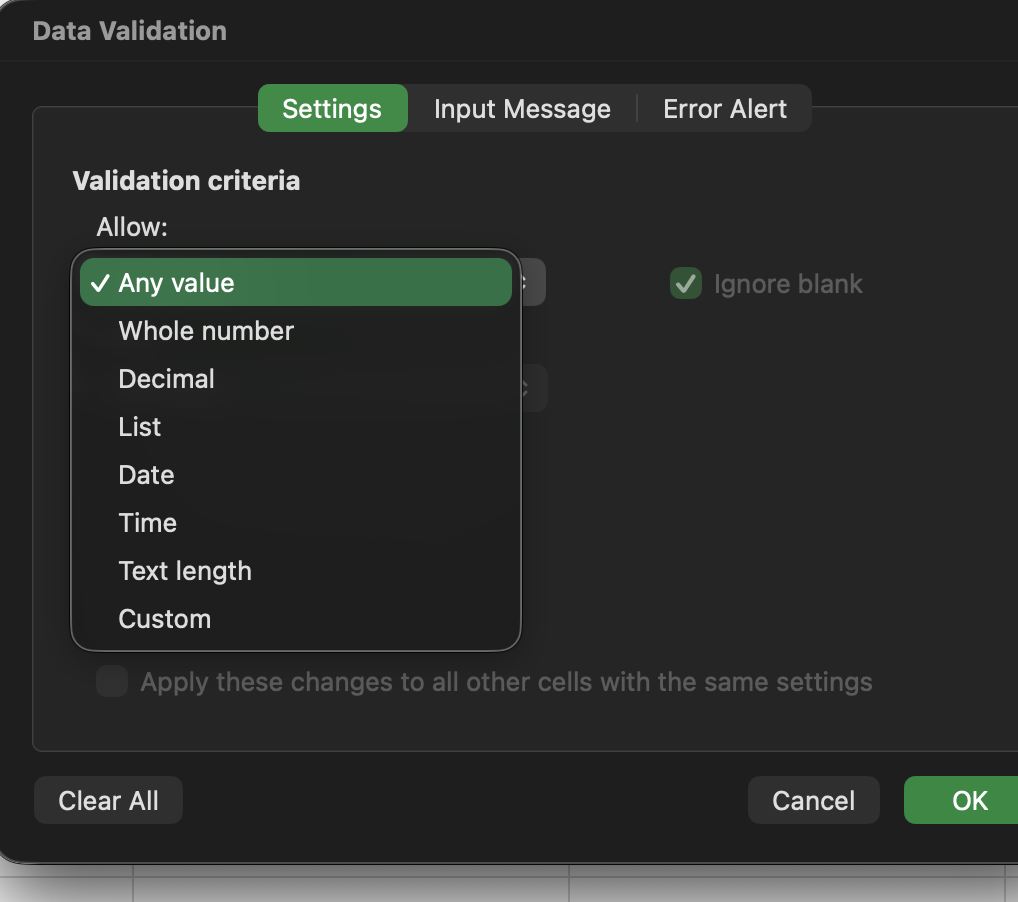 Data Validation
Settings
Input Message
Error Alert
Validation criteria
Allow:
✓ Any value
Ignore blank
Whole number
Decimal
List
Date
Time
Text length
Custom
Apply these changes to all other cells with the same settings
Clear All
Cancel
OK